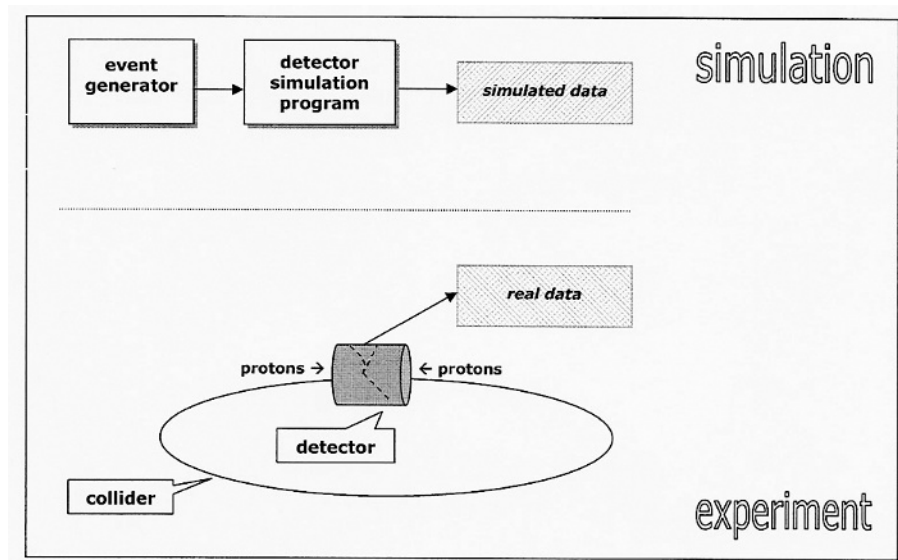 event
generator
detector
simulation
program
simulated data
simulation
real data
protons → ← protons
detector
collider
experiment